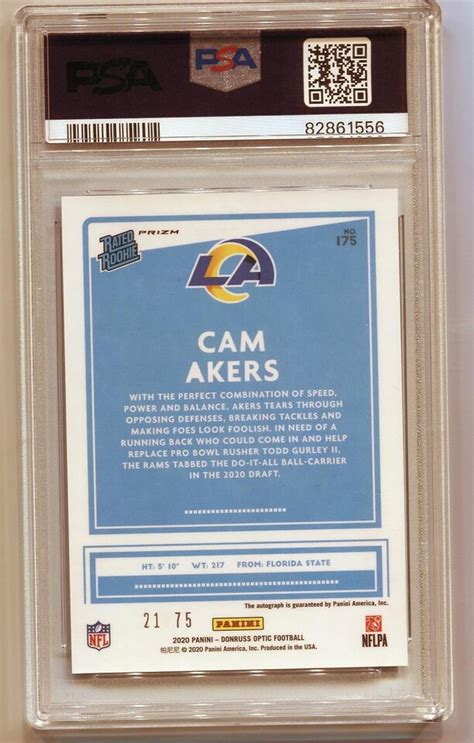 PSA
PSA
82861556
RATED ROOKIE
PRIZM
NO. 175
LA
CAM
AKERS
WITH THE PERFECT COMBINATION OF SPEED,
POWER AND BALANCE, AKERS TEARS THROUGH
OPPOSING DEFENSES, BREAKING TACKLES AND
MAKING FOES LOOK FOOLISH. IN NEED OF A
RUNNING BACK WHO COULD COME IN AND HELP
REPLACE PRO BOWL RUSHER TODD GURLEY II,
THE RAMS TABBED THE DO-IT-ALL BALL-CARRIER
IN THE 2020 DRAFT.
HT: 5' 10" WT: 217 FROM: FLORIDA STATE
The autograph is guaranteed by Panini America, Inc.
21 75
PANINI
NFL
NFLPA
2020 PANINI – DONRUSS OPTIC FOOTBALL
帕尼尼 © 2020 Panini America, Inc. Produced in the USA.